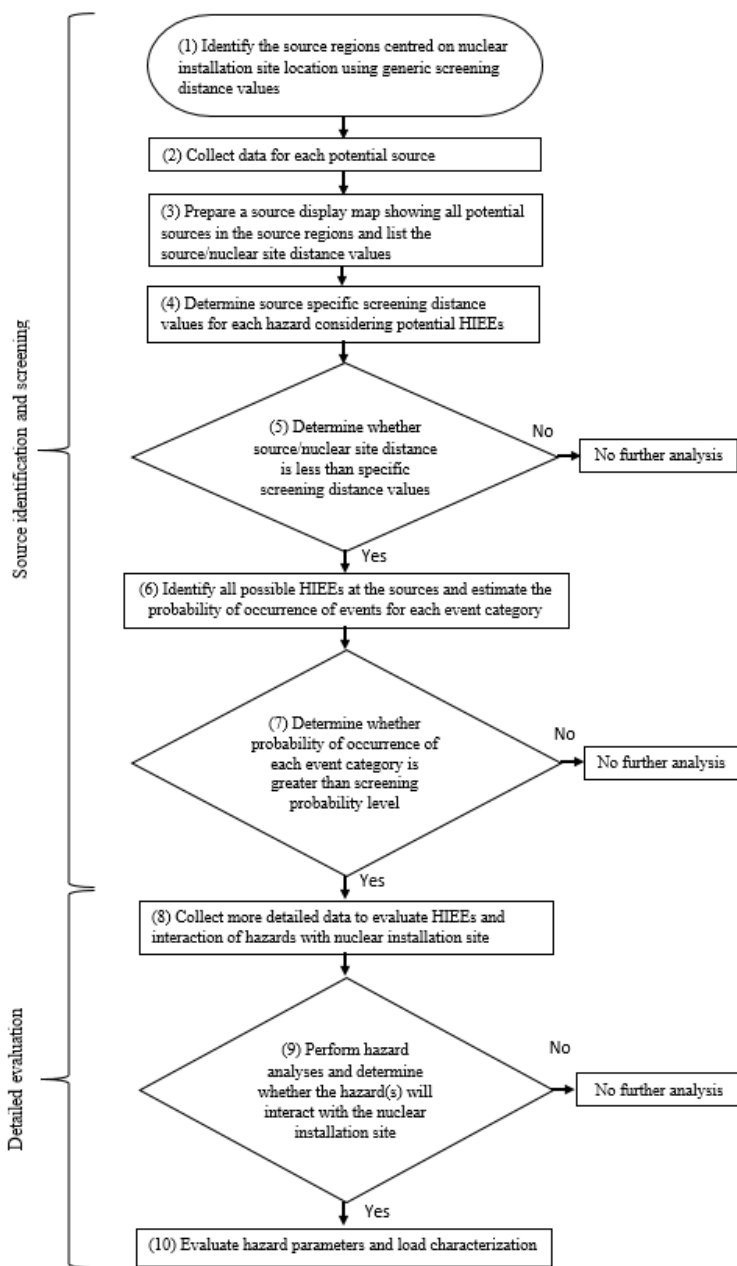 (1) Identify the source regions centred on nuclear
installation site location using generic screening
distance values
(2) Collect data for each potential source
(3) Prepare a source display map showing all potential
sources in the source regions and list the
source/nuclear site distance values
(4) Determine source specific screening distance
values for each hazard considering potential HIEEs
Source identification and screening
(5) Determine whether
source/nuclear site distance
is less than specific
screening distance values
No
No further analysis
Yes
(6) Identify all possible HIEEs at the sources and estimate the
probability of occurrence of events for each event category
(7) Determine whether
probability of occurrence of
each event category is
greater than screening
probability level
No
No further analysis
Yes
(8) Collect more detailed data to evaluate HIEEs and
interaction of hazards with nuclear installation site
Detailed evaluation
(9) Perform hazard
analyses and determine
whether the hazard(s) will
interact with the nuclear
installation site
No
No further analysis
Yes
(10) Evaluate hazard parameters and load characterization